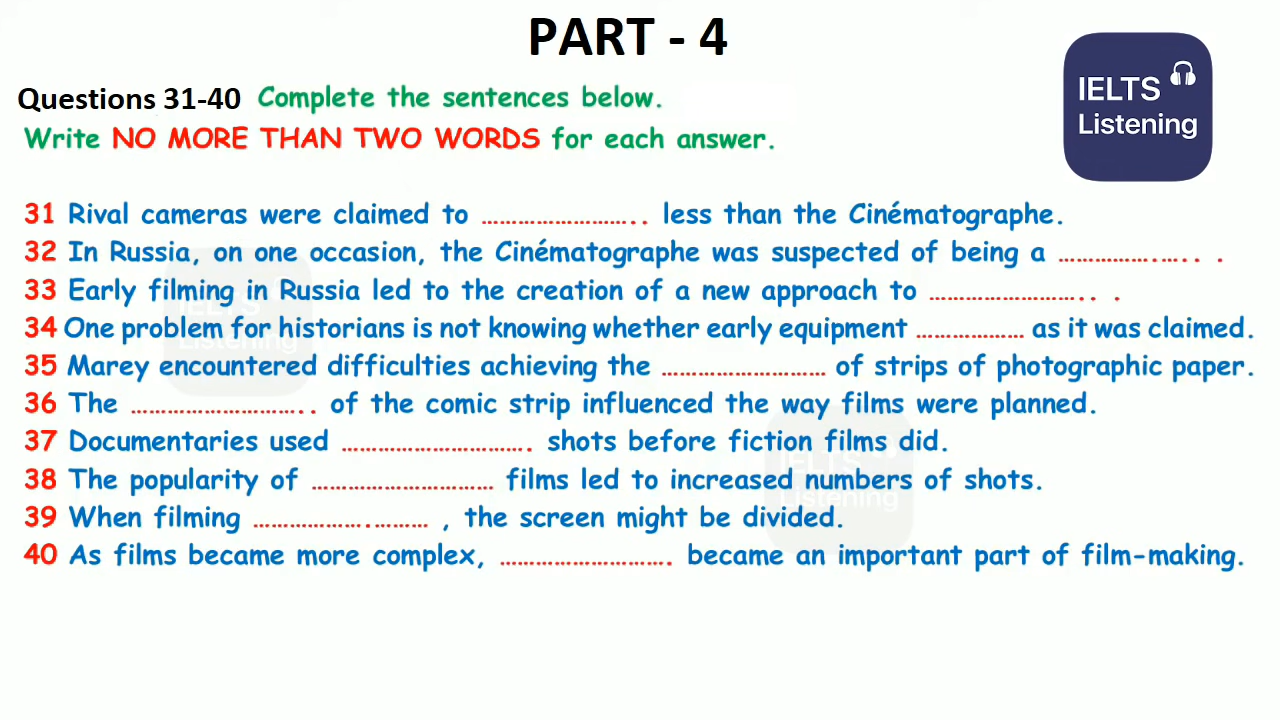 PART - 4
IELTS
Listening
Questions 31-40 Complete the sentences below.
Write NO MORE THAN TWO WORDS for each answer.
31 Rival cameras were claimed to …………………….. less than the Cinématographe.
32 In Russia, on one occasion, the Cinématographe was suspected of being a …………….….. .
33 Early filming in Russia led to the creation of a new approach to …………………….. .
34 One problem for historians is not knowing whether early equipment ……………… as it was claimed.
35 Marey encountered difficulties achieving the ……………………… of strips of photographic paper.
36 The ……………………….. of the comic strip influenced the way films were planned.
37 Documentaries used …………………………. shots before fiction films did.
38 The popularity of ………………………… films led to increased numbers of shots.
39 When filming ……………….……… , the screen might be divided.
40 As films became more complex, ………………………. became an important part of film-making.
IELTS
Listening
IELTS
Listening